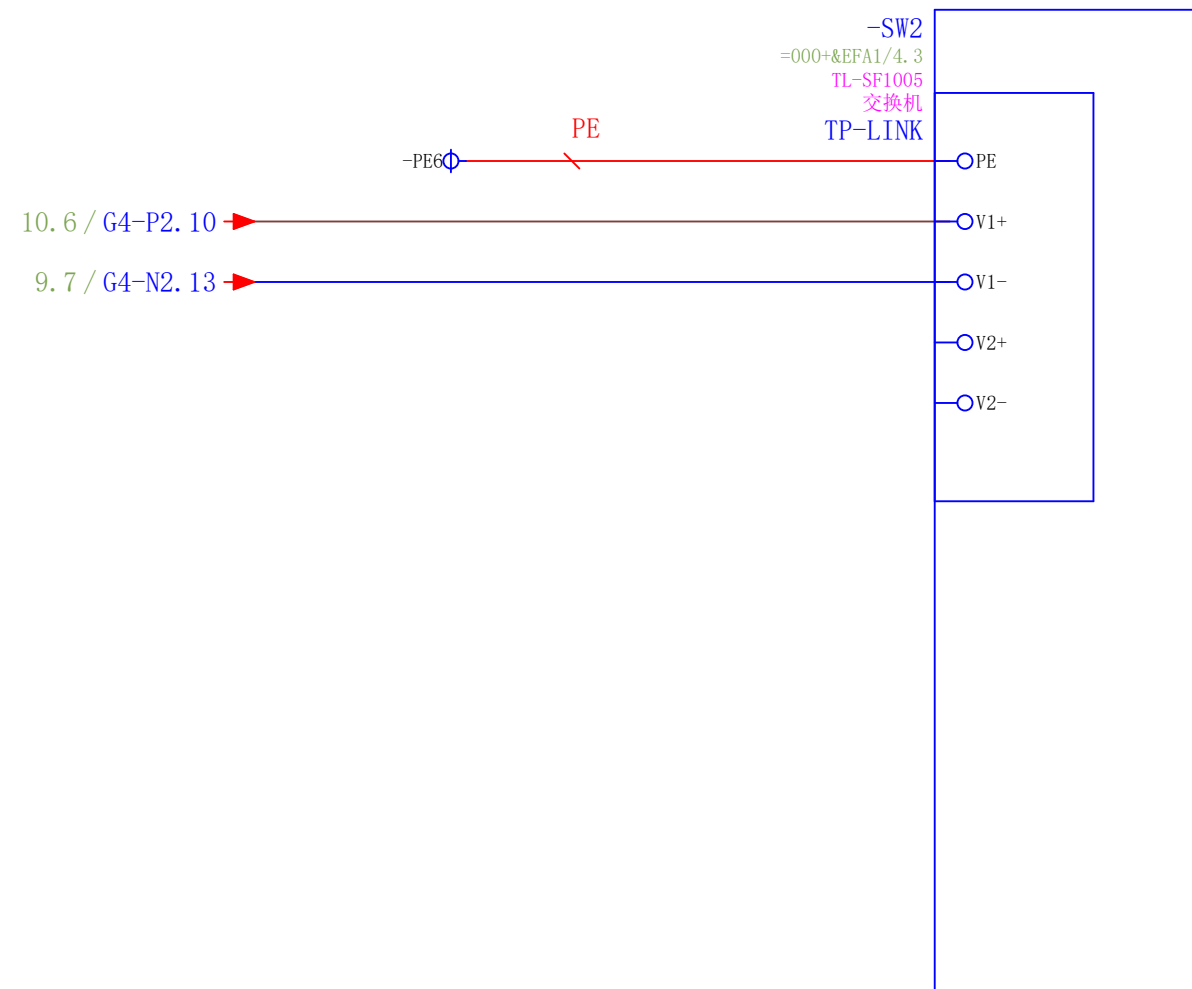 -SW2
=000+&EFA1/4.3
TL-SF1005
交换机
TP-LINK
PE
-PE6
PE
10.6 / G4-P2.10
V1+
9.7 / G4-N2.13
V1-
V2+
V2-